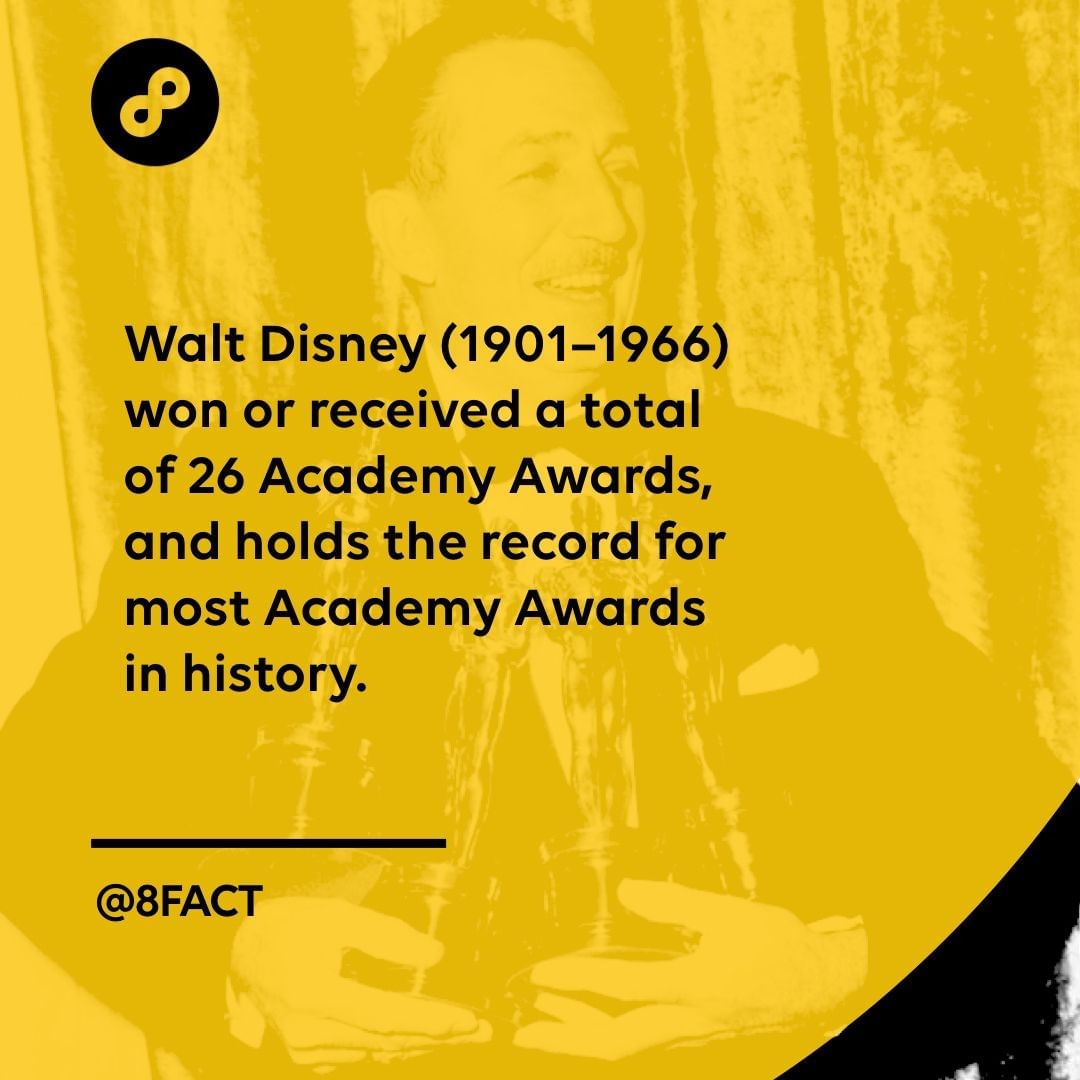 Walt Disney (1901–1966)
won or received a total
of 26 Academy Awards,
and holds the record for
most Academy Awards
in history.
@8FACT